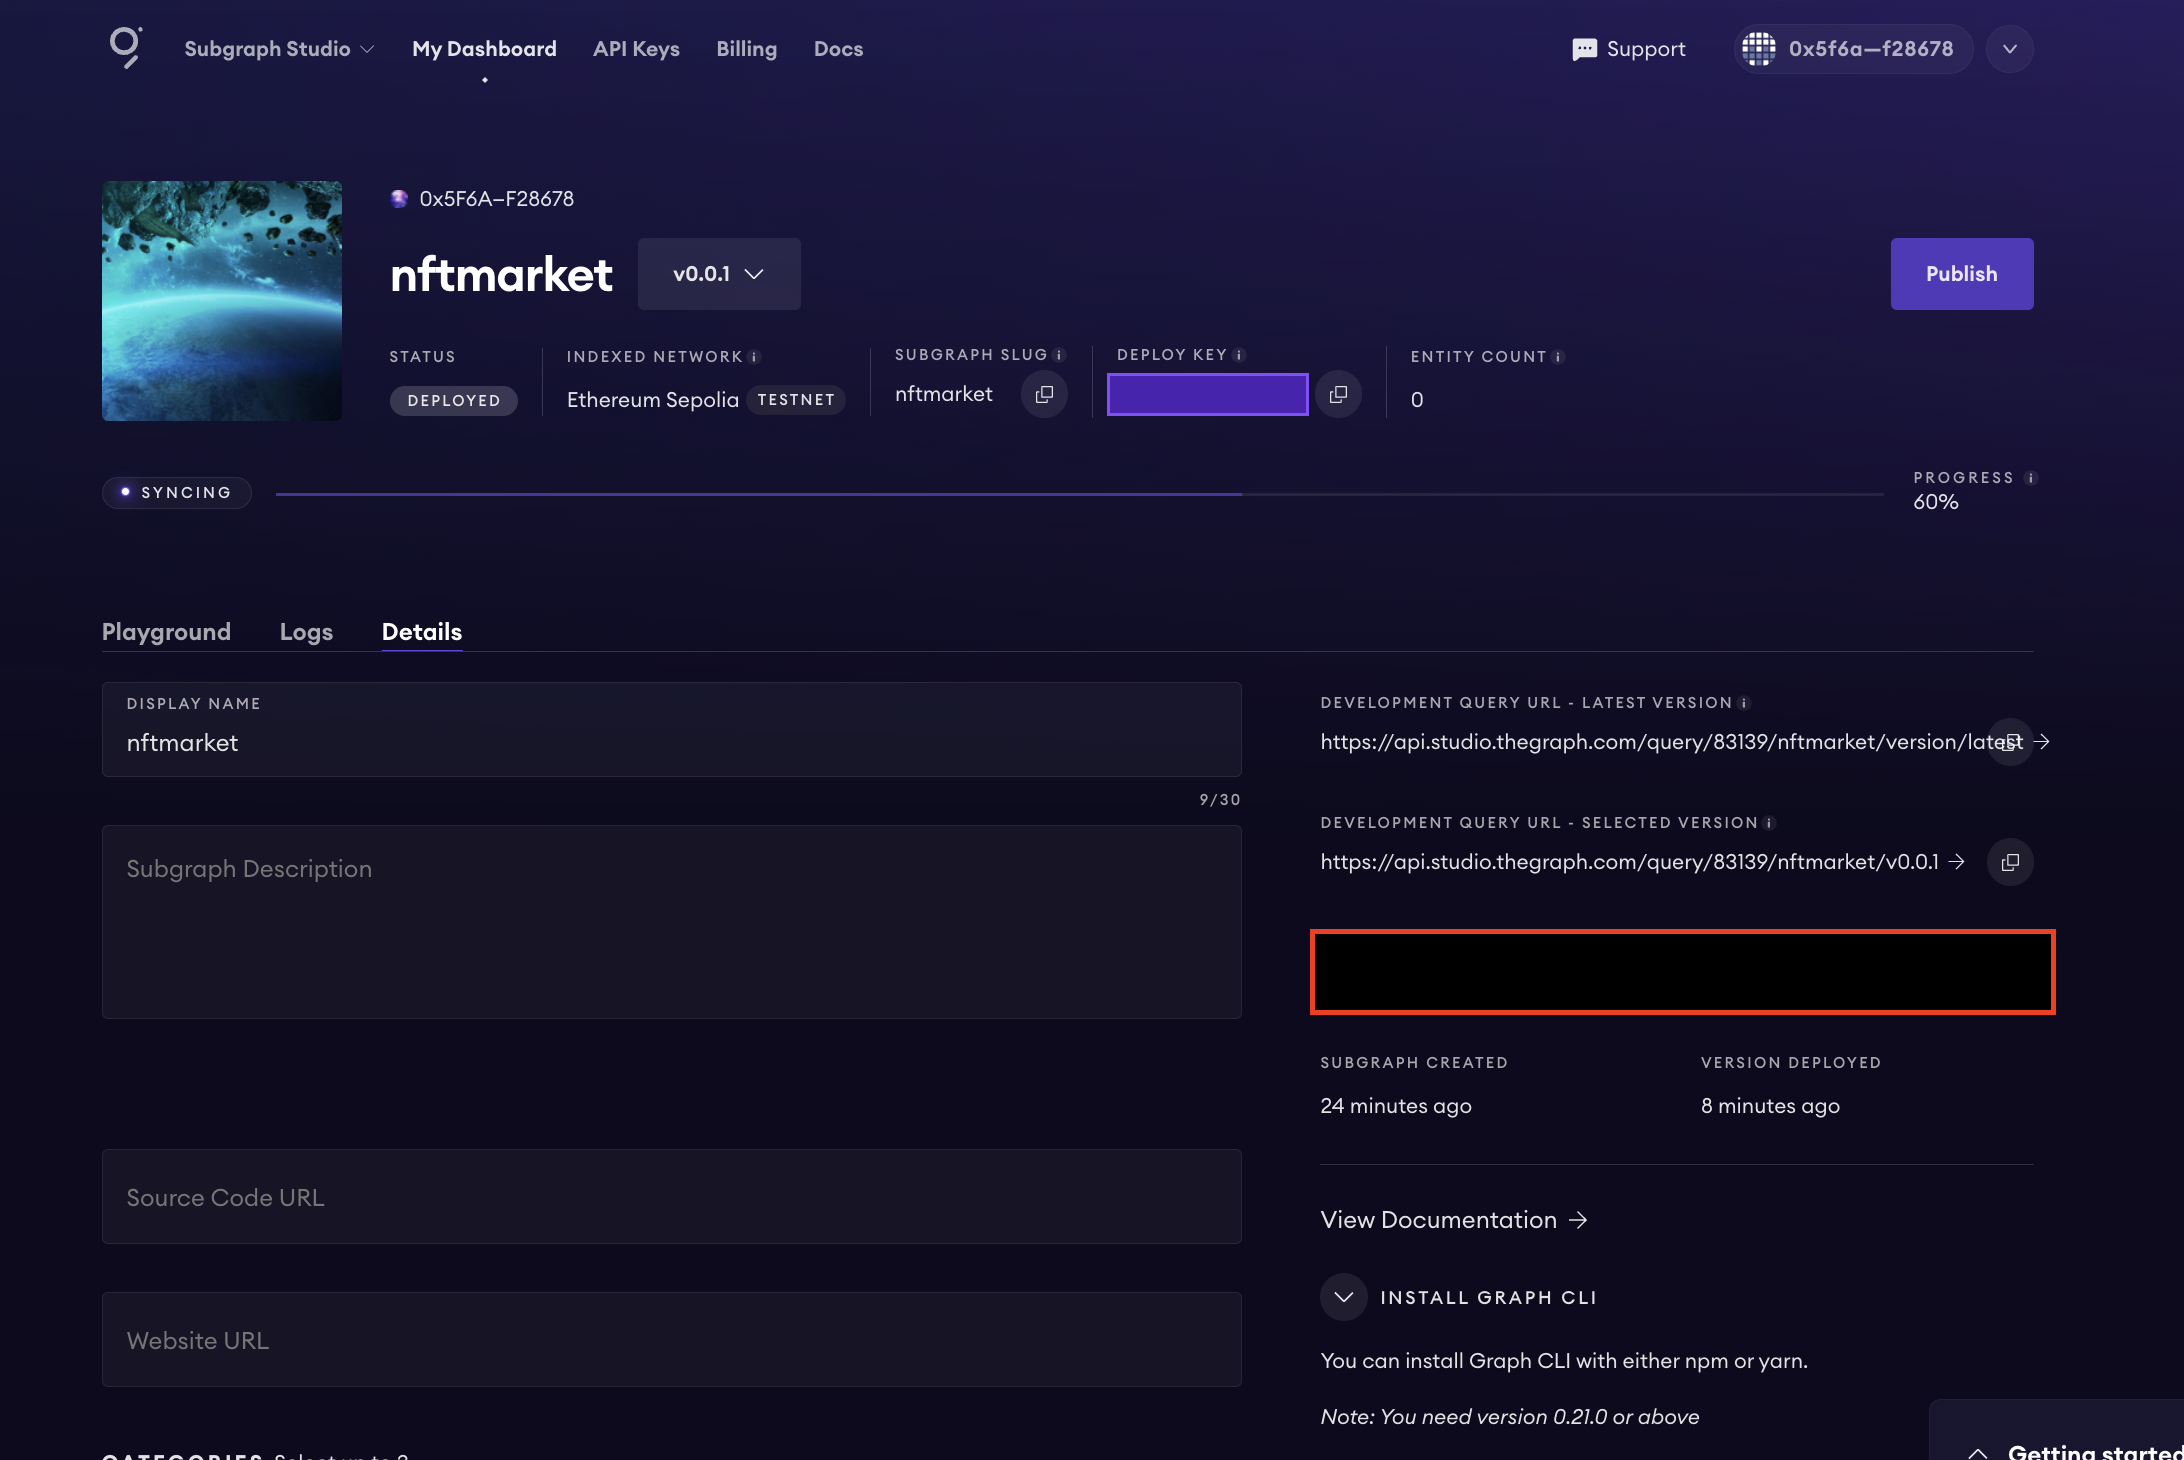 Subgraph Studio My Dashboard API Keys Billing Docs Support 0x5f6a—f28678
0x5F6A—F28678
nftmarket v0.0.1 Publish
STATUS INDEXED NETWORK SUBGRAPH SLUG DEPLOY KEY ENTITY COUNT
DEPLOYED Ethereum Sepolia TESTNET nftmarket 0
SYNCING
PROGRESS
60%
Playground Logs Details
DISPLAY NAME
nftmarket
9/30
Subgraph Description
Source Code URL
Website URL
CATEGORIES Select up to 2
DEVELOPMENT QUERY URL - LATEST VERSION
https://api.studio.thegraph.com/query/83139/nftmarket/version/latest →
DEVELOPMENT QUERY URL - SELECTED VERSION
https://api.studio.thegraph.com/query/83139/nftmarket/v0.0.1 →
SUBGRAPH CREATED VERSION DEPLOYED
24 minutes ago 8 minutes ago
View Documentation →
INSTALL GRAPH CLI
You can install Graph CLI with either npm or yarn.
Note: You need version 0.21.0 or above
Getting started